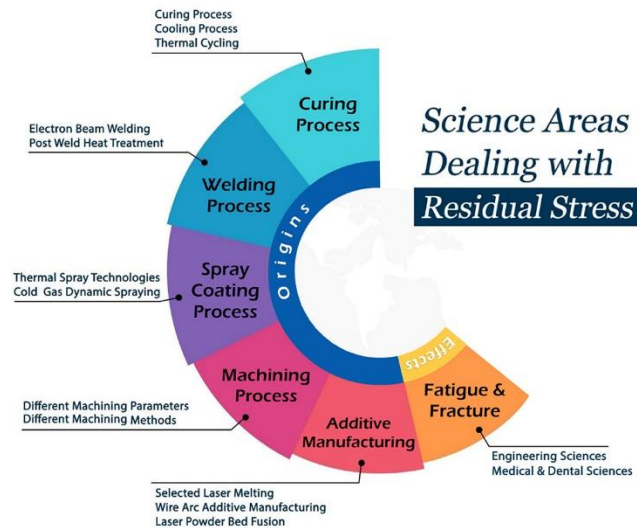 Curing Process
Cooling Process
Thermal Cycling
Curing
Process
Science Areas
Dealing with
Residual Stress
Electron Beam Welding
Post Weld Heat Treatment
Welding
Process
Origins
Thermal Spray Technologies
Cold Gas Dynamic Spraying
Spray
Coating
Process
Different Machining Parameters
Different Machining Methods
Machining
Process
Selected Laser Melting
Wire Arc Additive Manufacturing
Laser Powder Bed Fusion
Additive
Manufacturing
Effects
Fatigue &
Fracture
Engineering Sciences
Medical & Dental Sciences